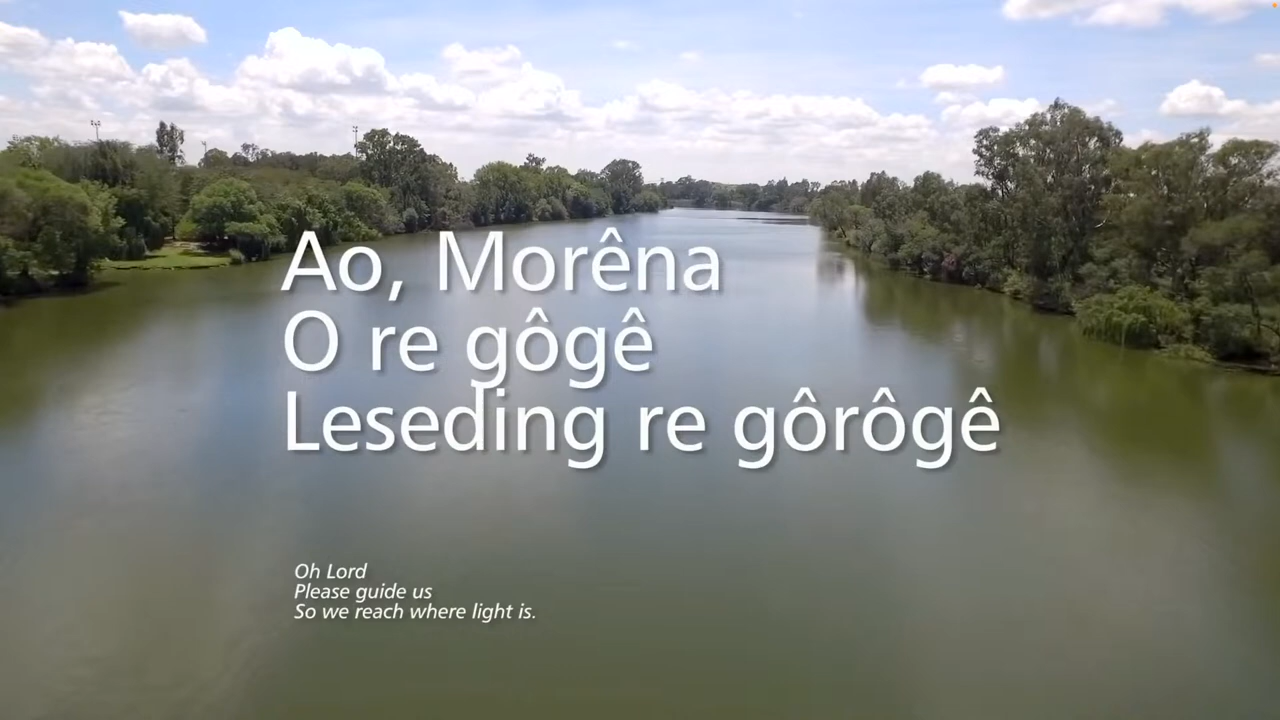 Ao, Morêna
O re gôgê
Leseding re gôrôgê
Oh Lord
Please guide us
So we reach where light is.